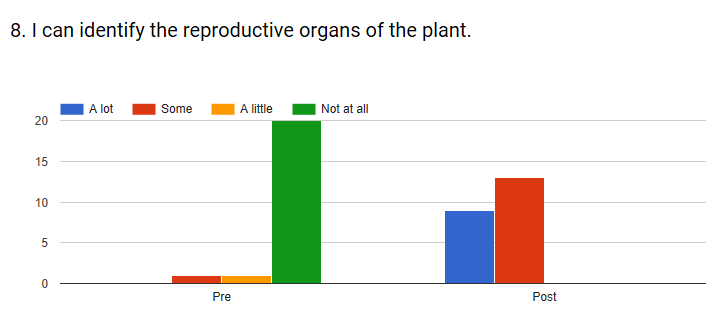 8. I can identify the reproductive organs of the plant.
A lot Some A little Not at all
20
15
10
5
0
Pre Post